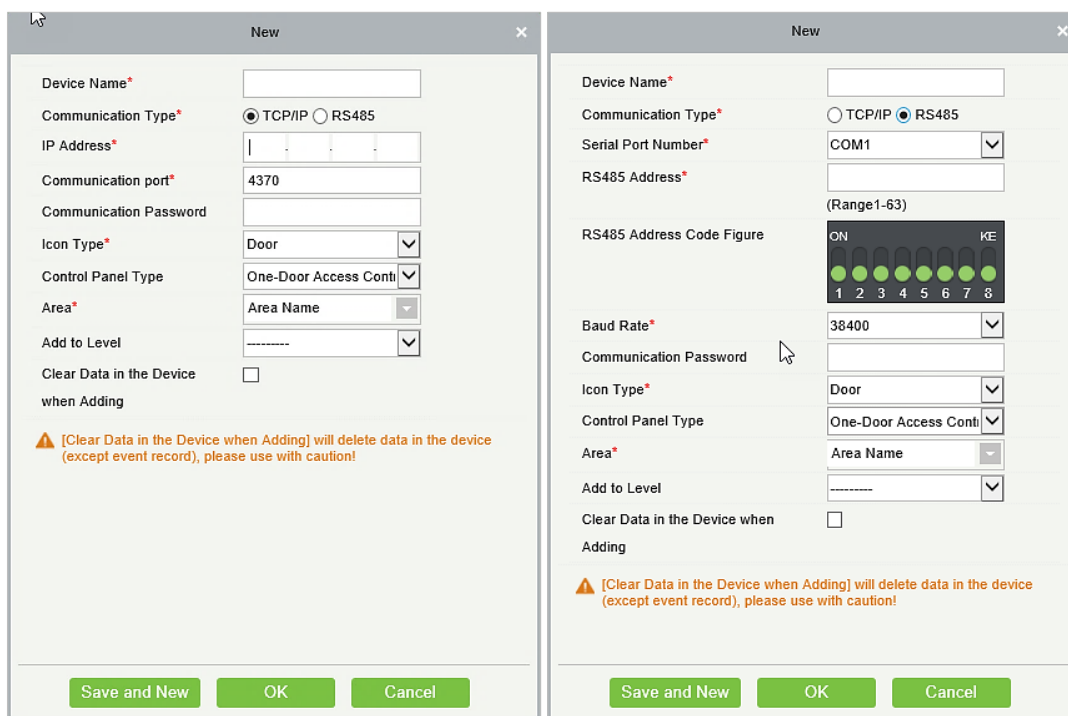 New
Device Name*
Communication Type* TCP/IP RS485
IP Address* . . .
Communication port* 4370
Communication Password
Icon Type* Door
Control Panel Type One-Door Access Conti
Area* Area Name
Add to Level ---------
Clear Data in the Device
when Adding
[Clear Data in the Device when Adding] will delete data in the device
(except event record), please use with caution!
Save and New OK Cancel
New
Device Name*
Communication Type* TCP/IP RS485
Serial Port Number* COM1
RS485 Address*
(Range1-63)
RS485 Address Code Figure ON KE
1 2 3 4 5 6 7 8
Baud Rate* 38400
Communication Password
Icon Type* Door
Control Panel Type One-Door Access Conti
Area* Area Name
Add to Level ---------
Clear Data in the Device when
Adding
[Clear Data in the Device when Adding] will delete data in the device
(except event record), please use with caution!
Save and New OK Cancel